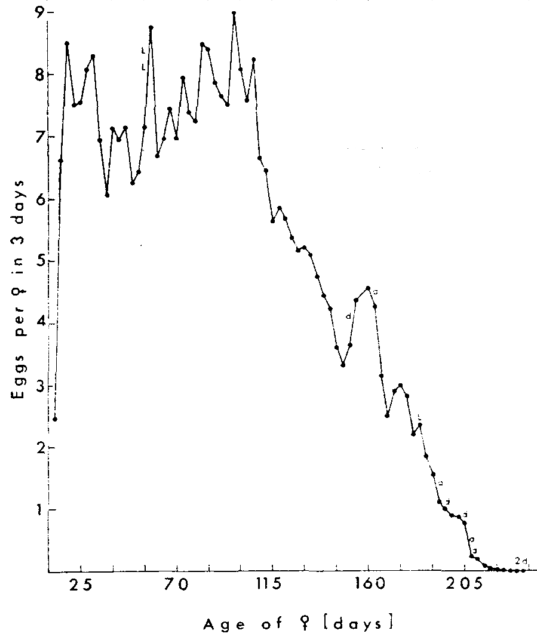 9
8
7
6
5
4
3
2
1
Eggs per ♀ in 3 days
L
L
d
d
L
d
d
d
d
d
2d
25 70 115 160 205
Age of ♀ [days]